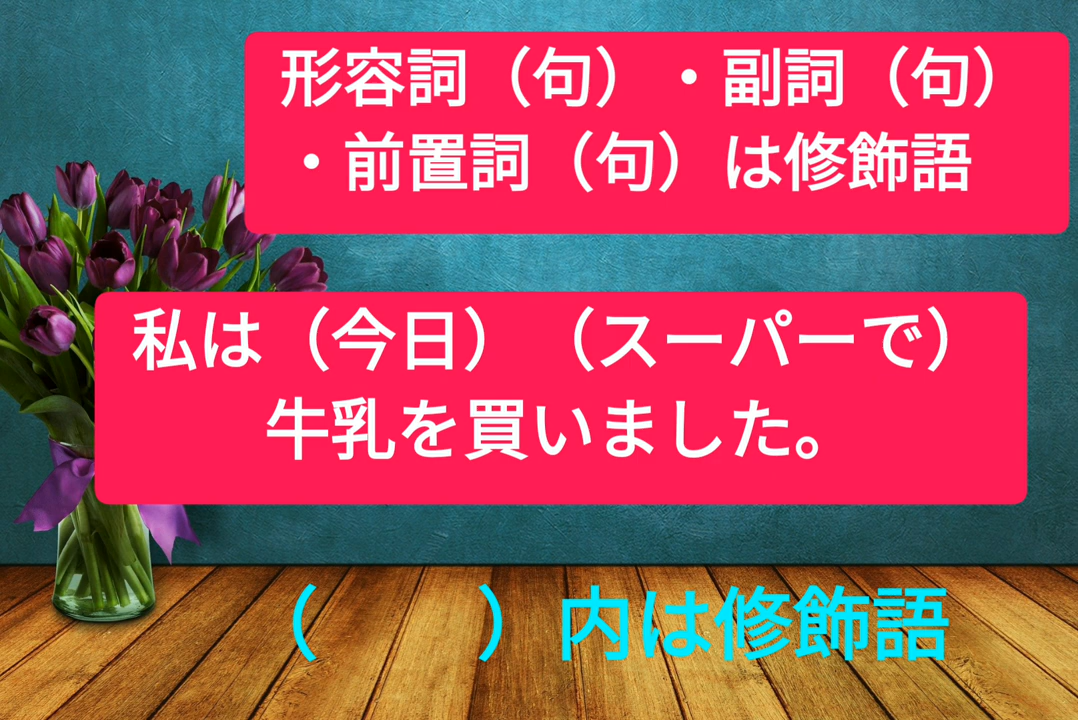 形容詞（句）・副詞（句）
・前置詞（句）は修飾語
私は（今日）（スーパーで）
牛乳を買いました。
（　　）内は修飾語